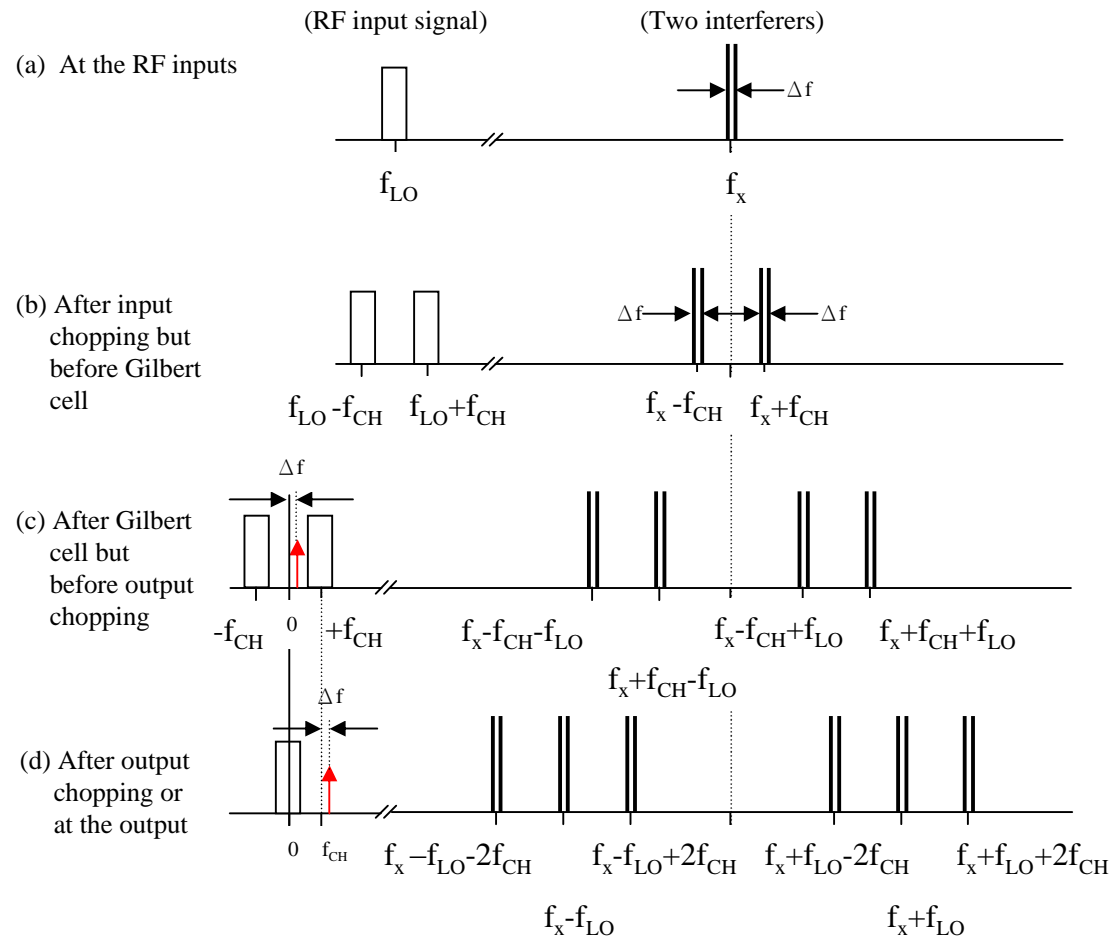 (RF input signal) (Two interferers)
(a) At the RF inputs
Δf
f_LO f_x
(b) After input
chopping but
before Gilbert
cell
Δf Δf
f_LO -f_CH f_LO+f_CH f_x -f_CH f_x+f_CH
Δf
(c) After Gilbert
cell but
before output
chopping
-f_CH 0 +f_CH f_x-f_CH-f_LO f_x-f_CH+f_LO f_x+f_CH+f_LO
f_x+f_CH-f_LO
Δf
(d) After output
chopping or
at the output
0 f_CH f_x–f_LO-2f_CH f_x-f_LO+2f_CH f_x+f_LO-2f_CH f_x+f_LO+2f_CH
f_x-f_LO f_x+f_LO